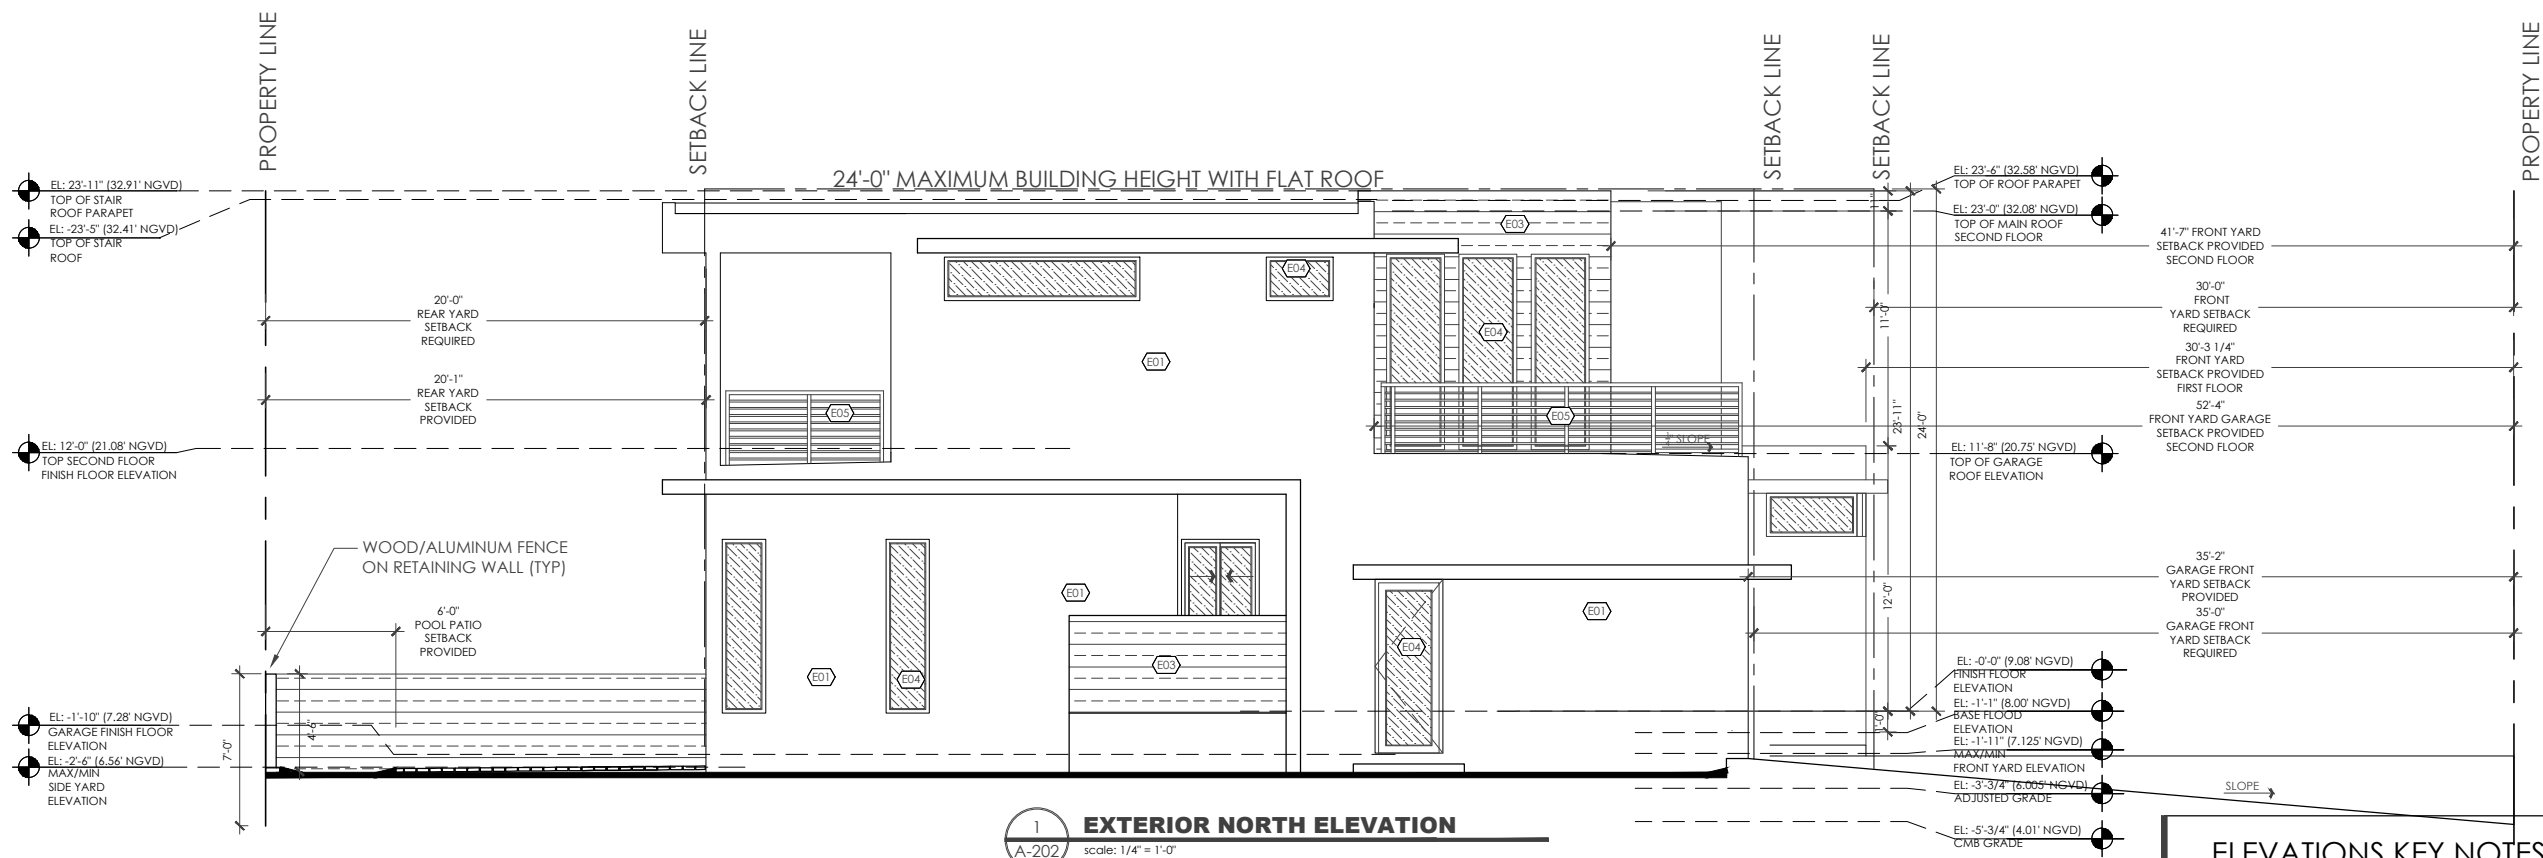 PROPERTY LINE
SETBACK LINE
SETBACK LINE
SETBACK LINE
PROPERTY LINE
24'-0" MAXIMUM BUILDING HEIGHT WITH FLAT ROOF
EL: 23'-11" (32.91' NGVD)
TOP OF STAIR
ROOF PARAPET
EL: -23'-5" (32.41' NGVD)
TOP OF STAIR
ROOF
20'-0"
REAR YARD
SETBACK
REQUIRED
20'-1"
REAR YARD
SETBACK
PROVIDED
EL: 12'-0" (21.08' NGVD)
TOP SECOND FLOOR
FINISH FLOOR ELEVATION
WOOD/ALUMINUM FENCE
ON RETAINING WALL (TYP)
6'-0"
POOL PATIO
SETBACK
PROVIDED
EL: -1'-10" (7.28' NGVD)
GARAGE FINISH FLOOR
ELEVATION
EL: -2'-6" (6.56' NGVD)
MAX/MIN
SIDE YARD
ELEVATION
7'-0"
4'-6"
E03
E04
E04
E01
E05
E05
SLOPE
E01
E01
E04
E03
E01
E04
1"
11'-0"
23'-11"
24'-0"
12'-0"
1'-0"
EL: 23'-6" (32.58' NGVD)
TOP OF ROOF PARAPET
EL: 23'-0" (32.08' NGVD)
TOP OF MAIN ROOF
SECOND FLOOR
41'-7" FRONT YARD
SETBACK PROVIDED
SECOND FLOOR
30'-0"
FRONT
YARD SETBACK
REQUIRED
30'-3 1/4"
FRONT YARD
SETBACK PROVIDED
FIRST FLOOR
52'-4"
FRONT YARD GARAGE
SETBACK PROVIDED
SECOND FLOOR
EL: 11'-8" (20.75' NGVD)
TOP OF GARAGE
ROOF ELEVATION
35'-2"
GARAGE FRONT
YARD SETBACK
PROVIDED
35'-0"
GARAGE FRONT
YARD SETBACK
REQUIRED
EL: -0'-0" (9.08' NGVD)
FINISH FLOOR
ELEVATION
EL: -1'-1" (8.00' NGVD)
BASE FLOOD
ELEVATION
EL: -1'-11" (7.125' NGVD)
MAX/MIN
FRONT YARD ELEVATION
EL: -3'-3/4" (6.005' NGVD)
ADJUSTED GRADE
EL: -5'-3/4" (4.01' NGVD)
CMB GRADE
SLOPE
1
A-202
EXTERIOR NORTH ELEVATION
scale: 1/4" = 1'-0"
ELEVATIONS KEY NOTES